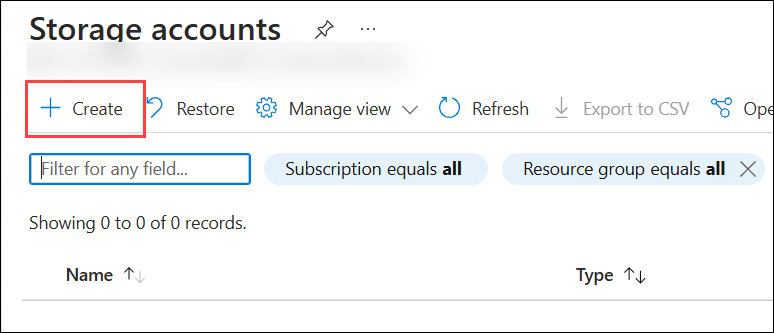 Storage accounts
Create Restore Manage view Refresh Export to CSV Ope
Filter for any field... Subscription equals all Resource group equals all
Showing 0 to 0 of 0 records.
Name Type